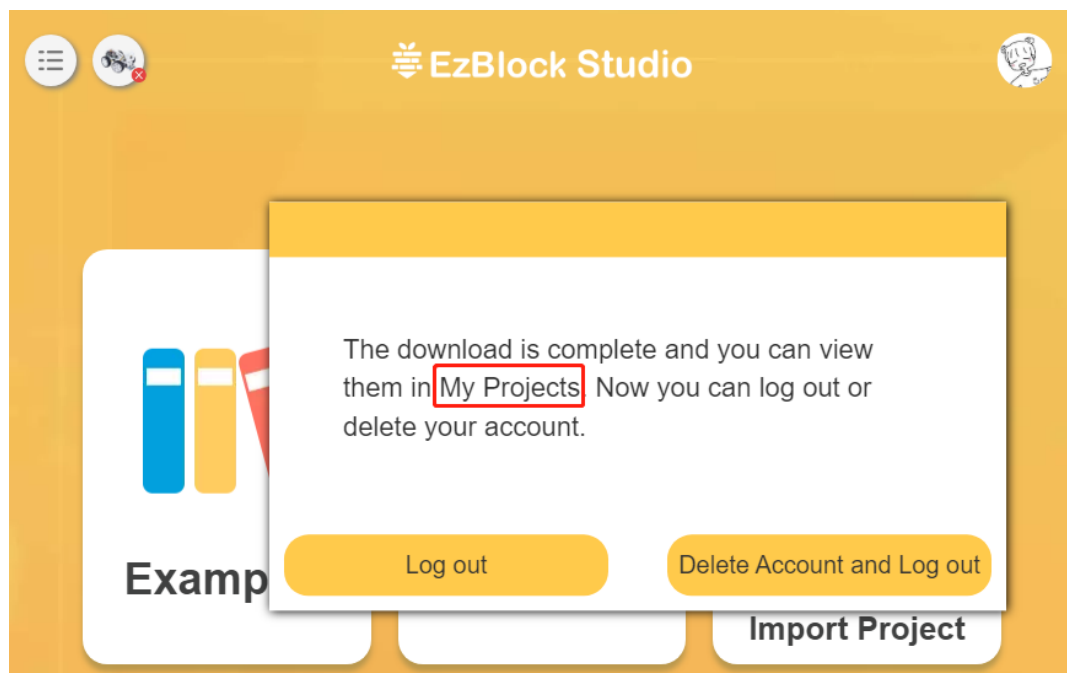 EzBlock Studio
The download is complete and you can view
them in My Projects. Now you can log out or
delete your account.
Log out
Delete Account and Log out
Examp
Import Project